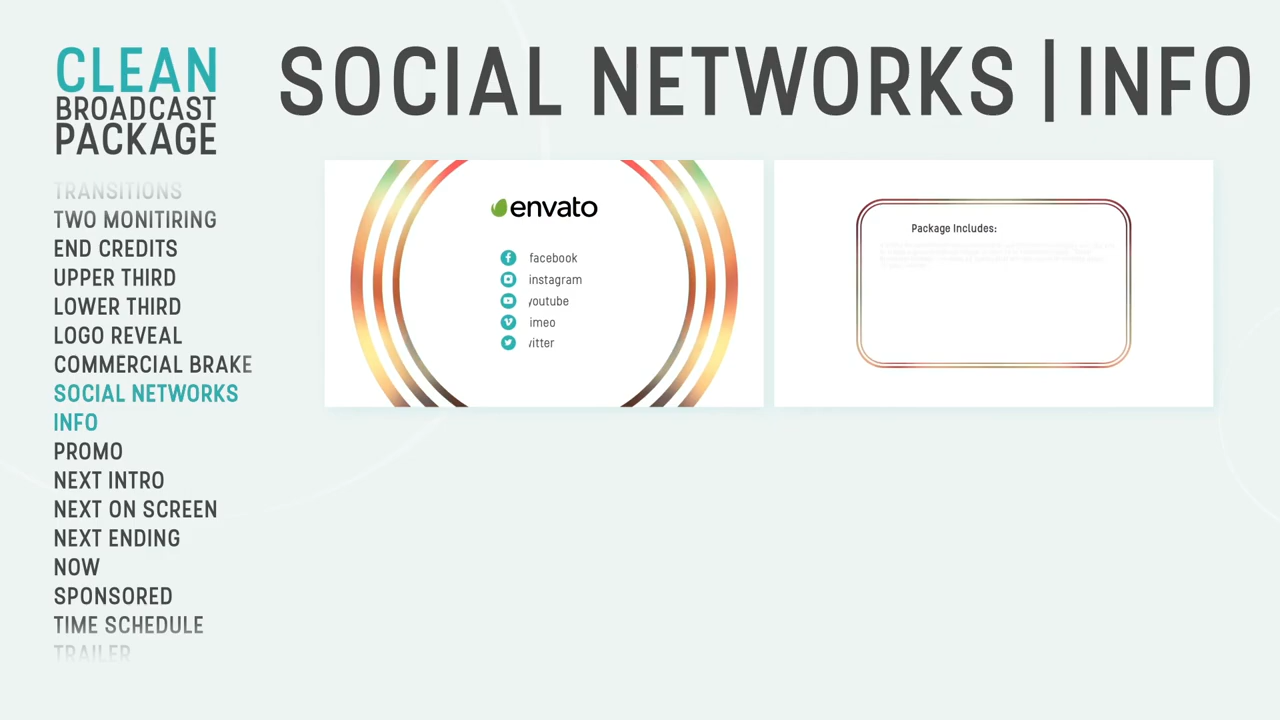 CLEAN
BROADCAST
PACKAGE
SOCIAL NETWORKS | INFO
TRANSITIONS
TWO MONITIRING
END CREDITS
UPPER THIRD
LOWER THIRD
LOGO REVEAL
COMMERCIAL BRAKE
SOCIAL NETWORKS
INFO
PROMO
NEXT INTRO
NEXT ON SCREEN
NEXT ENDING
NOW
SPONSORED
TIME SCHEDULE
TRAILER
envato
facebook
instagram
youtube
imeo
itter
Package Includes: